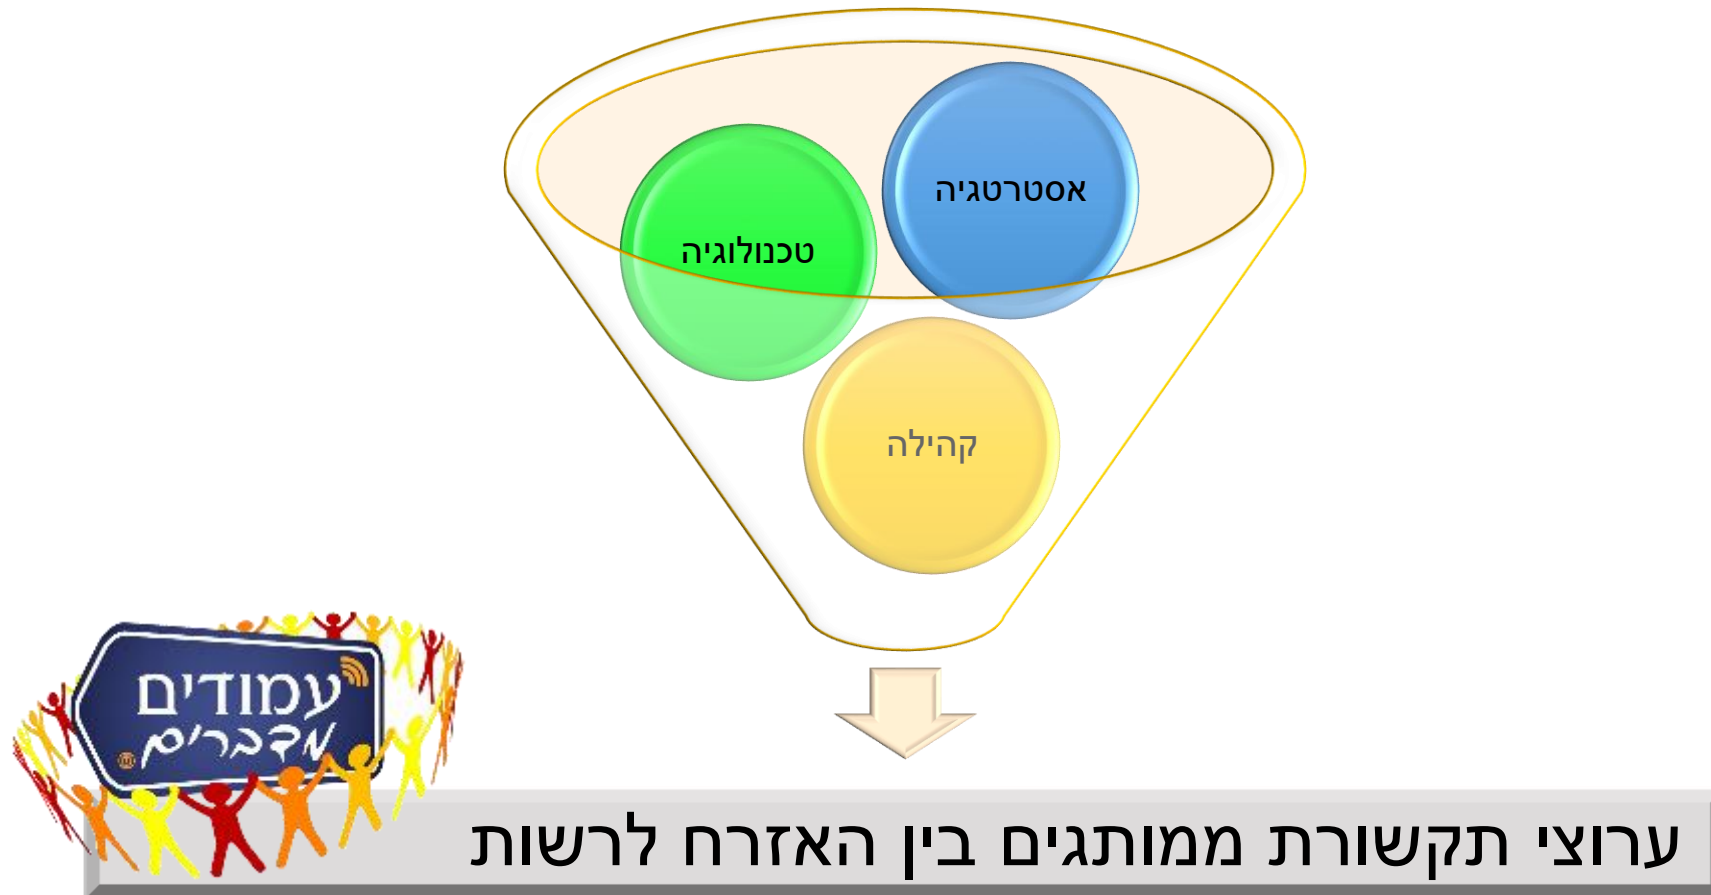 אסטרטגיה
טכנולוגיה
קהילה
עמודים
מדברים
ערוצי תקשורת ממותגים בין האזרח לרשות